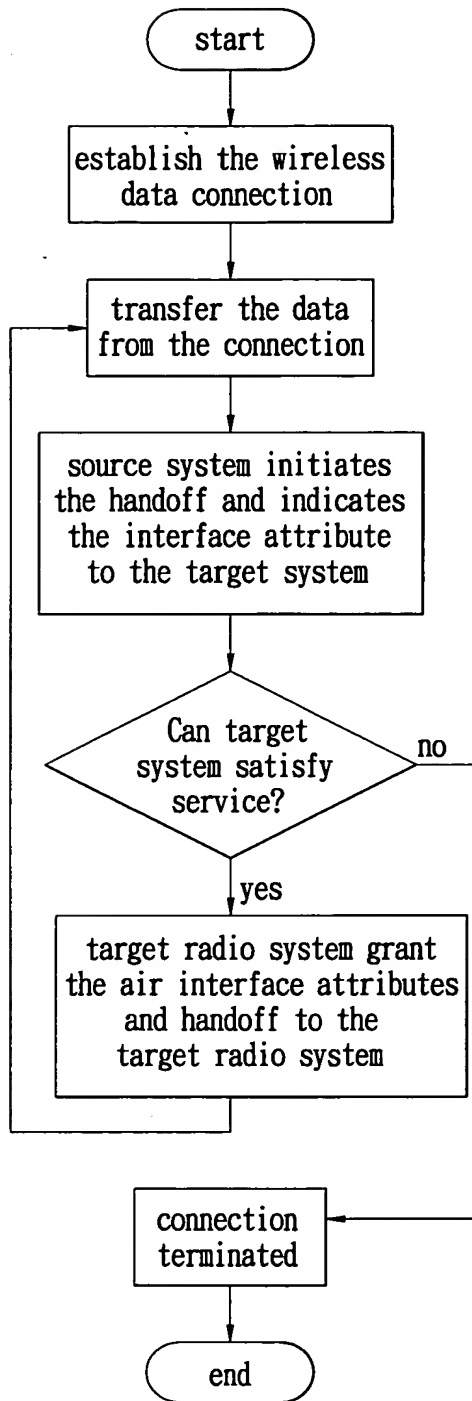 start
establish the wireless
data connection
transfer the data
from the connection
source system initiates
the handoff and indicates
the interface attribute
to the target system
Can target
system satisfy
service?
no
yes
target radio system grant
the air interface attributes
and handoff to the
target radio system
connection
terminated
end